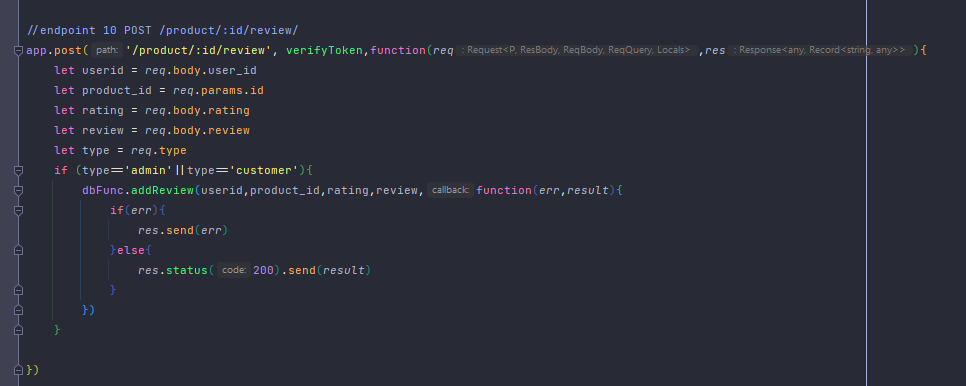 //endpoint 10 POST /product/:id/review/
app.post( path: '/product/:id/review', verifyToken,function(req : Request<P, ResBody, ReqBody, ReqQuery, Locals> ,res : Response<any, Record<string, any>> ){
let userid = req.body.user_id
let product_id = req.params.id
let rating = req.body.rating
let review = req.body.review
let type = req.type
if (type=='admin'||type=='customer'){
dbFunc.addReview(userid,product_id,rating,review, callback: function(err,result){
if(err){
res.send(err)
}else{
res.status( code: 200).send(result)
}
})
}
})